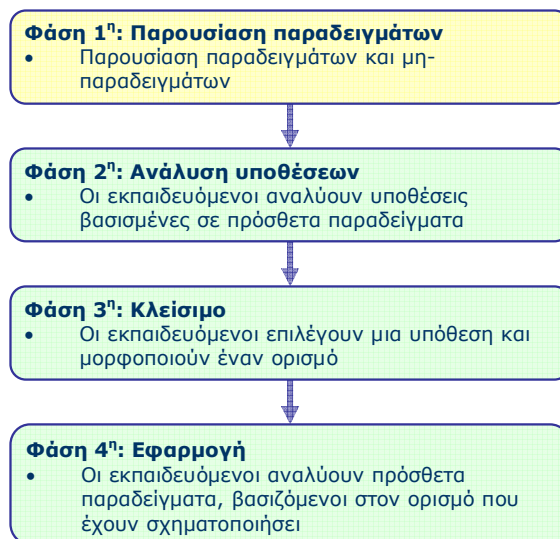 Φάση 1η: Παρουσίαση παραδειγμάτων
• Παρουσίαση παραδειγμάτων και μη-
παραδειγμάτων
Φάση 2η: Ανάλυση υποθέσεων
• Οι εκπαιδευόμενοι αναλύουν υποθέσεις
βασισμένες σε πρόσθετα παραδείγματα
Φάση 3η: Κλείσιμο
• Οι εκπαιδευόμενοι επιλέγουν μια υπόθεση και
μορφοποιούν έναν ορισμό
Φάση 4η: Εφαρμογή
• Οι εκπαιδευόμενοι αναλύουν πρόσθετα
παραδείγματα, βασιζόμενοι στον ορισμό που
έχουν σχηματοποιήσει